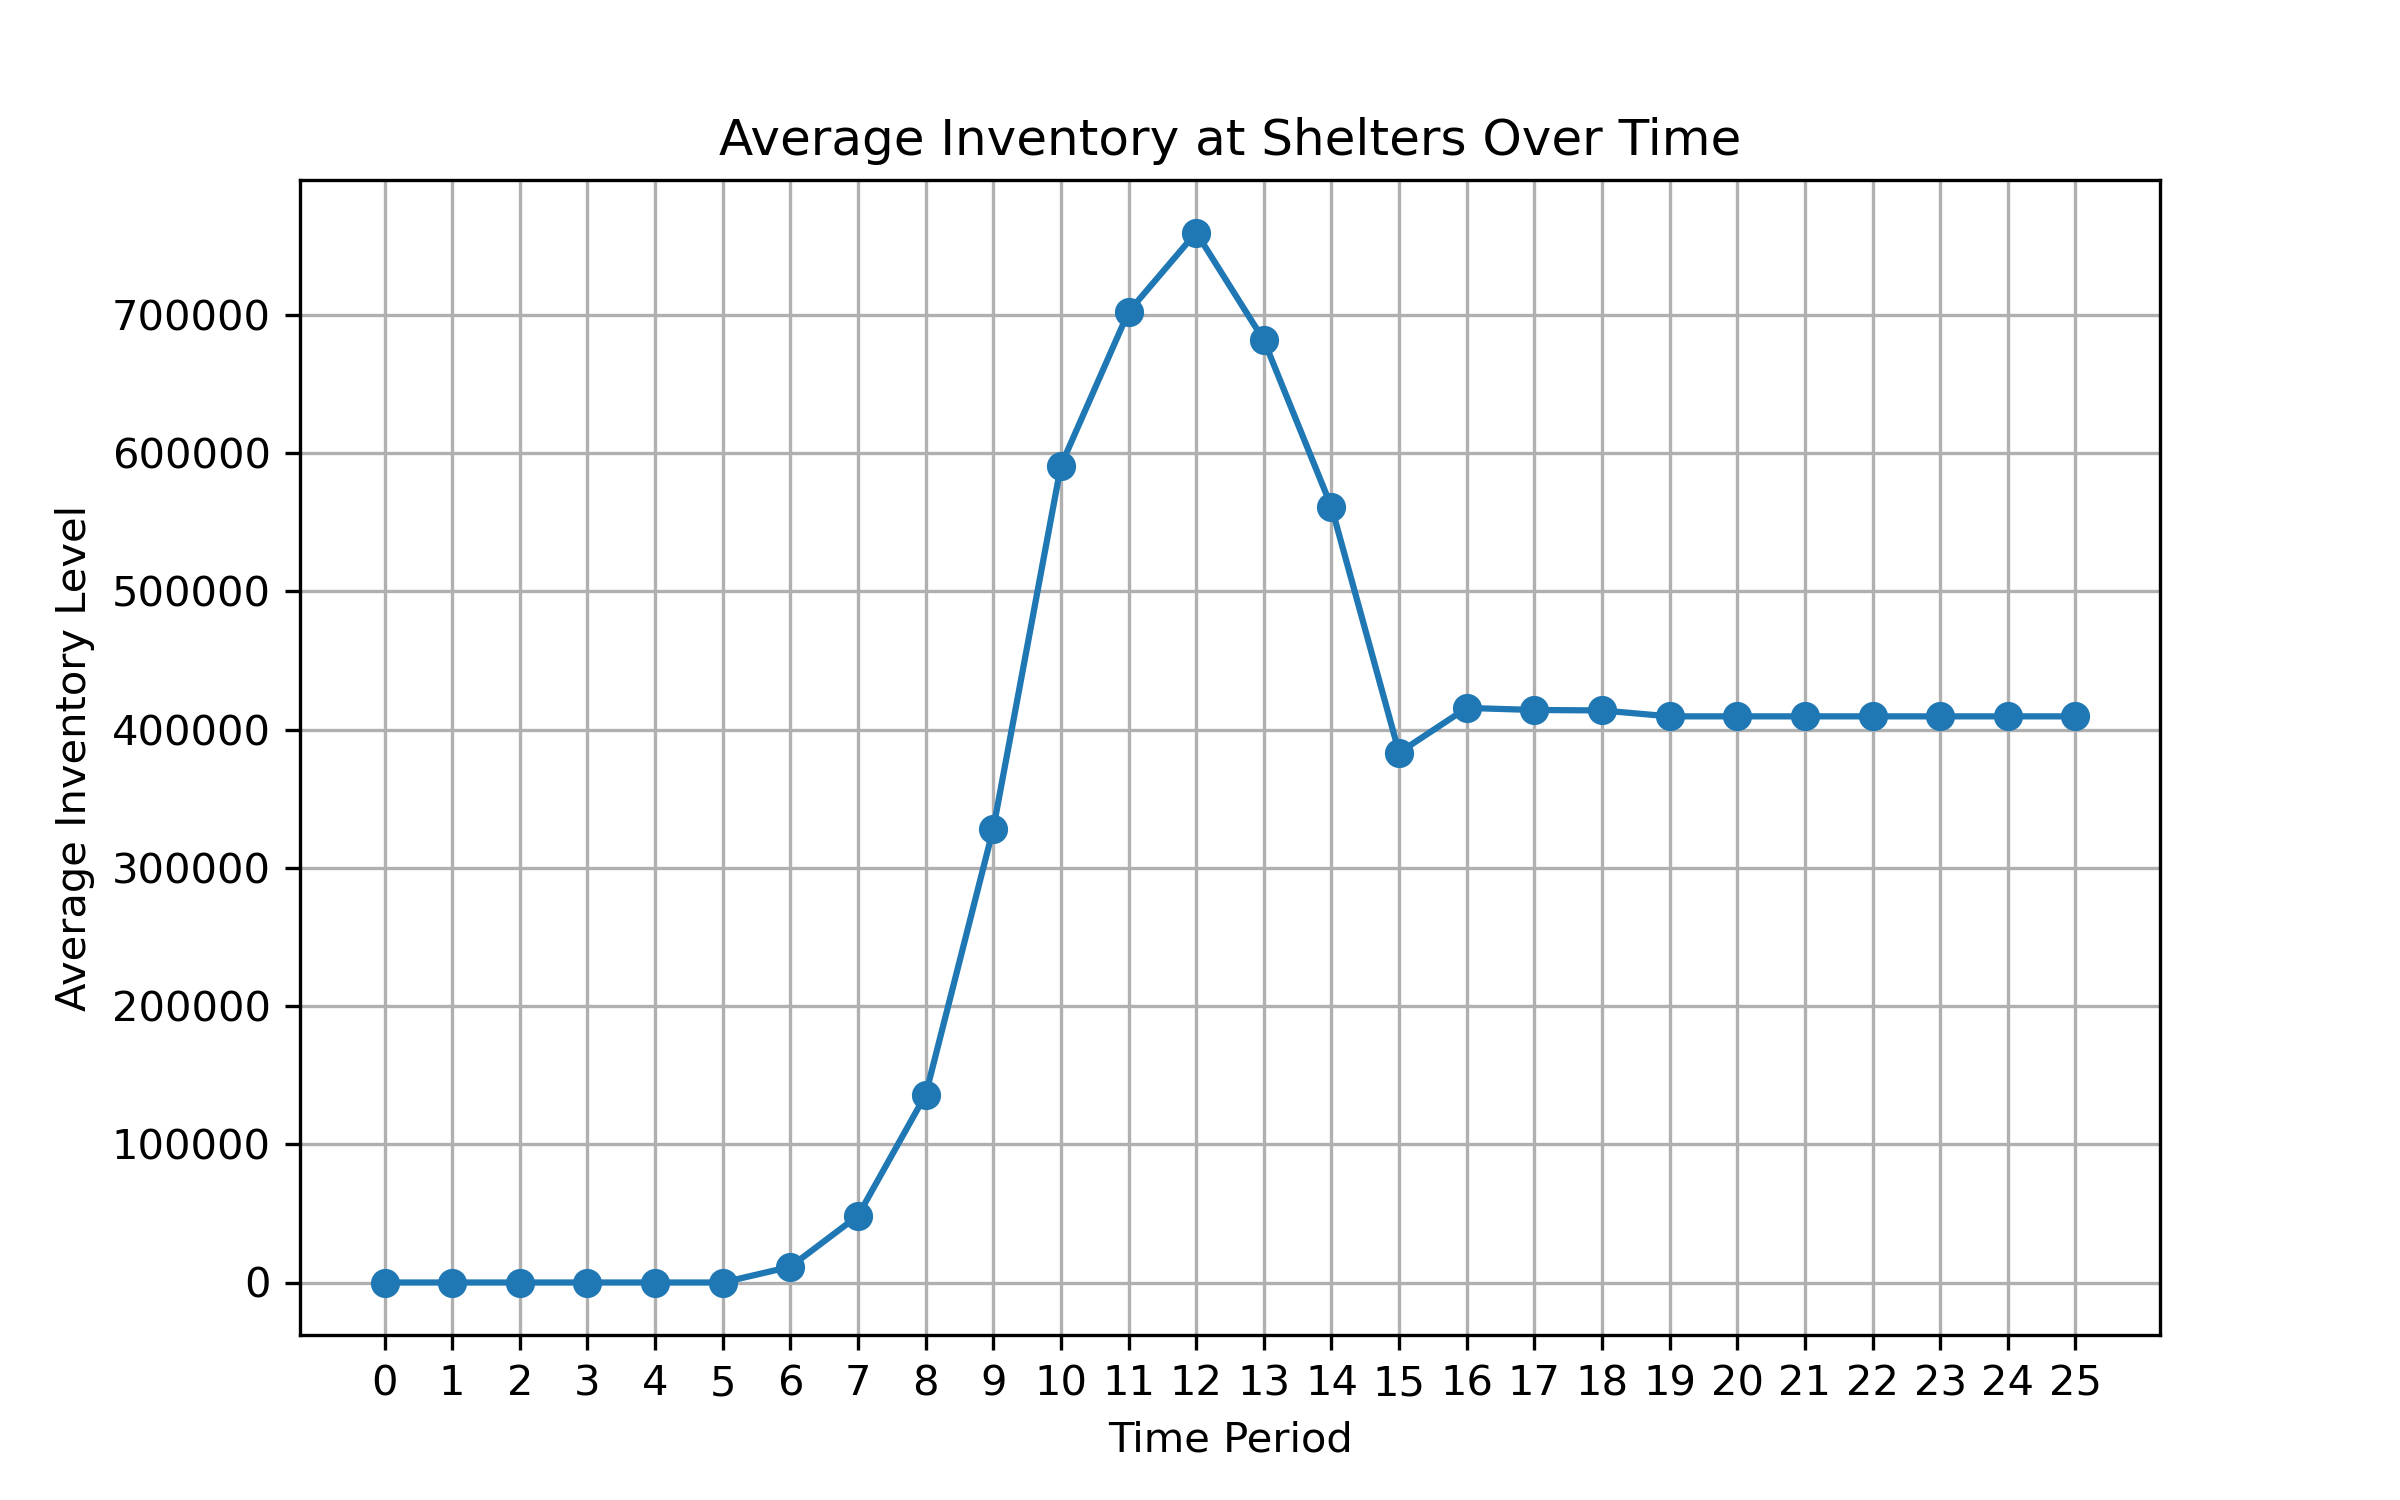 Average Inventory at Shelters Over Time
Average Inventory Level
700000
600000
500000
400000
300000
200000
100000
0
0 1 2 3 4 5 6 7 8 9 10 11 12 13 14 15 16 17 18 19 20 21 22 23 24 25
Time Period